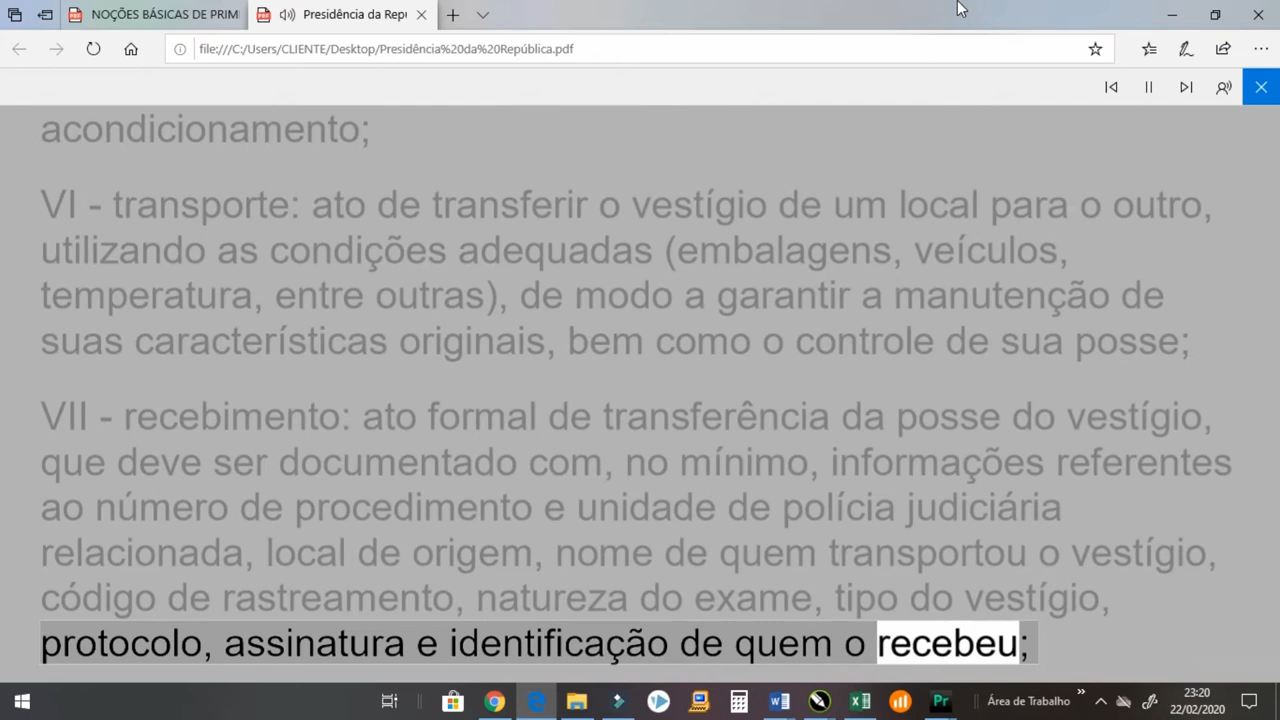 NOÇÕES BÁSICAS DE PRIM
Presidência da Repú
file:///C:/Users/CLIENTE/Desktop/Presidência%20da%20República.pdf
acondicionamento;
VI - transporte: ato de transferir o vestígio de um local para o outro,
utilizando as condições adequadas (embalagens, veículos,
temperatura, entre outras), de modo a garantir a manutenção de
suas características originais, bem como o controle de sua posse;
VII - recebimento: ato formal de transferência da posse do vestígio,
que deve ser documentado com, no mínimo, informações referentes
ao número de procedimento e unidade de polícia judiciária
relacionada, local de origem, nome de quem transportou o vestígio,
código de rastreamento, natureza do exame, tipo do vestígio,
protocolo, assinatura e identificação de quem o recebeu;
Área de Trabalho
23:20
22/02/2020